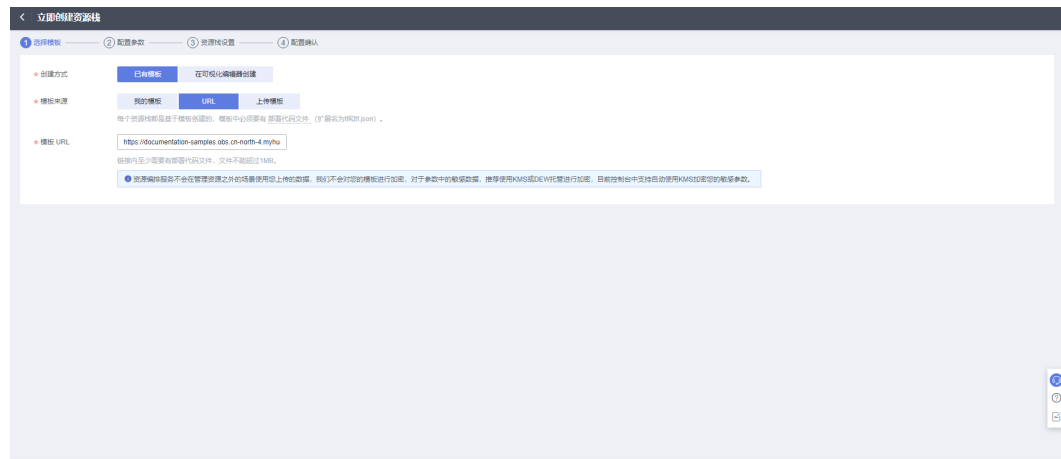 < 立即创建资源栈
1 选择模板 2 配置参数 3 资源栈设置 4 配置确认
* 创建方式 已有模板 在可视化编辑器创建
* 模板来源 我的模板 URL 上传模板
每个资源栈都是基于模板创建的，模板中必须要有 部署代码文件 （扩展名为tf和tf.json）。
* 模板 URL https://documentation-samples.obs.cn-north-4.myhu
链接内至少需要有部署代码文件，文件不能超过1MB。
资源编排服务不会在管理资源之外的场景使用您上传的数据，我们不会对您的模板进行加密，对于参数中的敏感数据，推荐使用KMS或DEW托管进行加密，目前控制台中支持自动使用KMS加密您的敏感参数。